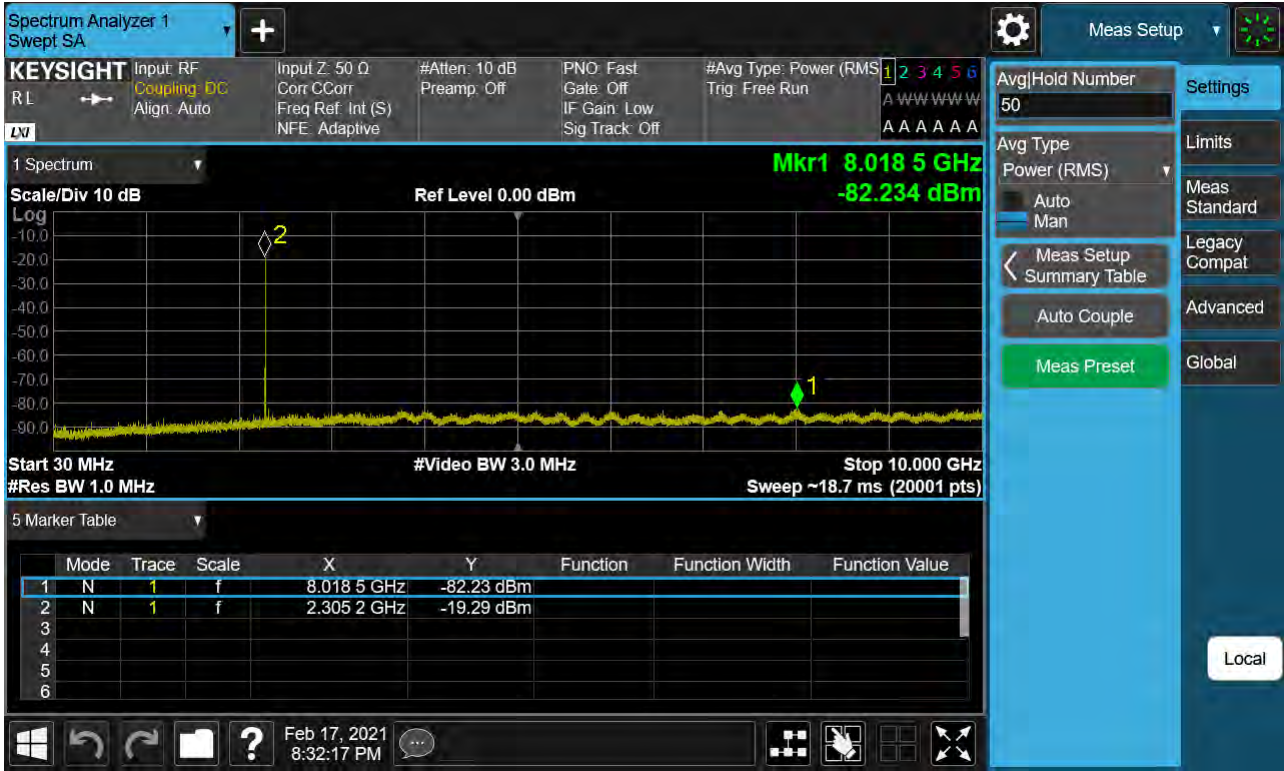 Spectrum Analyzer 1
Swept SA
+
Meas Setup
KEYSIGHT
RL
LXI
Input: RF
Coupling: DC
Align: Auto
Input Z: 50 Ω
Corr CCorr
Freq Ref: Int (S)
NFE: Adaptive
#Atten: 10 dB
Preamp: Off
PNO: Fast
Gate: Off
IF Gain: Low
Sig Track: Off
#Avg Type: Power (RMS
Trig: Free Run
1 2 3 4 5 6
A W W W W W
A A A A A A
1 Spectrum
Mkr1 8.018 5 GHz
Scale/Div 10 dB
Ref Level 0.00 dBm
-82.234 dBm
Log
-10.0
-20.0
-30.0
-40.0
-50.0
-60.0
-70.0
-80.0
-90.0
2
1
Start 30 MHz
#Video BW 3.0 MHz
Stop 10.000 GHz
#Res BW 1.0 MHz
Sweep ~18.7 ms (20001 pts)
5 Marker Table
Mode Trace Scale X Y Function Function Width Function Value
1 N 1 f 8.018 5 GHz -82.23 dBm
2 N 1 f 2.305 2 GHz -19.29 dBm
3
4
5
6
?
Feb 17, 2021
8:32:17 PM
Avg|Hold Number
50
Avg Type
Power (RMS)
Auto
Man
Meas Setup
Summary Table
Auto Couple
Meas Preset
Settings
Limits
Meas
Standard
Legacy
Compat
Advanced
Global
Local